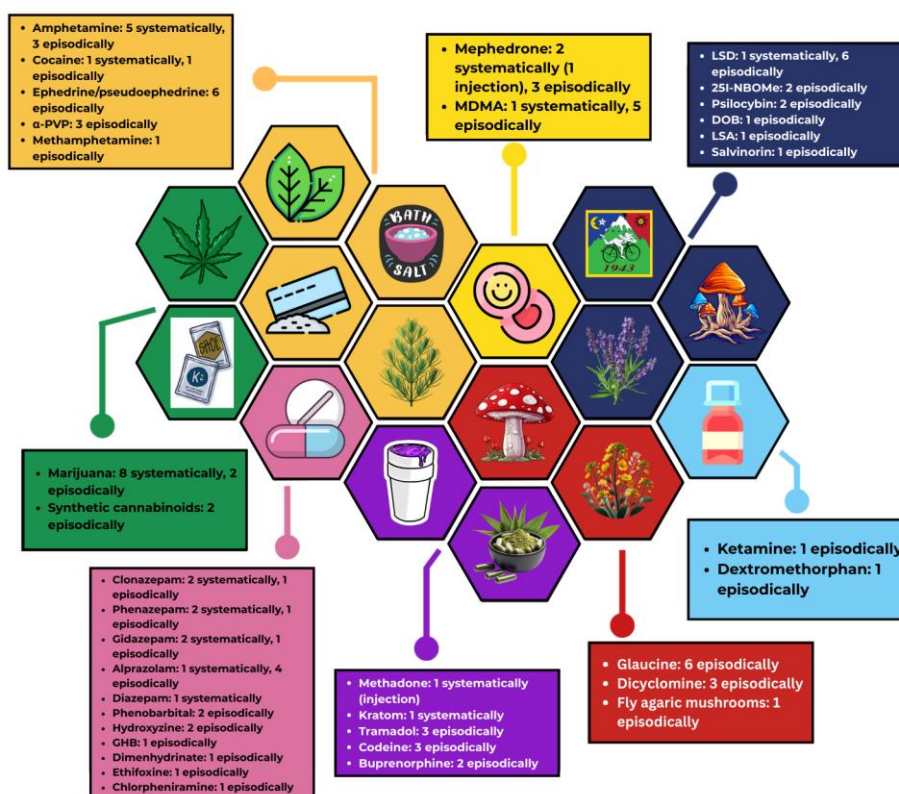 • Amphetamine: 5 systematically,
3 episodically
• Cocaine: 1 systematically, 1
episodically
• Ephedrine/pseudoephedrine: 6
episodically
• α-PVP: 3 episodically
• Methamphetamine: 1
episodically
• Mephedrone: 2
systematically (1
injection), 3 episodically
• MDMA: 1 systematically, 5
episodically
• LSD: 1 systematically, 6
episodically
• 25I-NBOMe: 2 episodically
• Psilocybin: 2 episodically
• DOB: 1 episodically
• LSA: 1 episodically
• Salvinorin: 1 episodically
BATH
SALT
1943
K2
• Marijuana: 8 systematically, 2
episodically
• Synthetic cannabinoids: 2
episodically
• Ketamine: 1 episodically
• Dextromethorphan: 1
episodically
• Clonazepam: 2 systematically, 1
episodically
• Phenazepam: 2 systematically, 1
episodically
• Gidazepam: 2 systematically, 1
episodically
• Alprazolam: 1 systematically, 4
episodically
• Diazepam: 1 systematically
• Phenobarbital: 2 episodically
• Hydroxyzine: 2 episodically
• GHB: 1 episodically
• Dimenhydrinate: 1 episodically
• Ethifoxine: 1 episodically
• Chlorpheniramine: 1 episodically
• Methadone: 1 systematically
(injection)
• Kratom: 1 systematically
• Tramadol: 3 episodically
• Codeine: 3 episodically
• Buprenorphine: 2 episodically
• Glaucine: 6 episodically
• Dicyclomine: 3 episodically
• Fly agaric mushrooms: 1
episodically